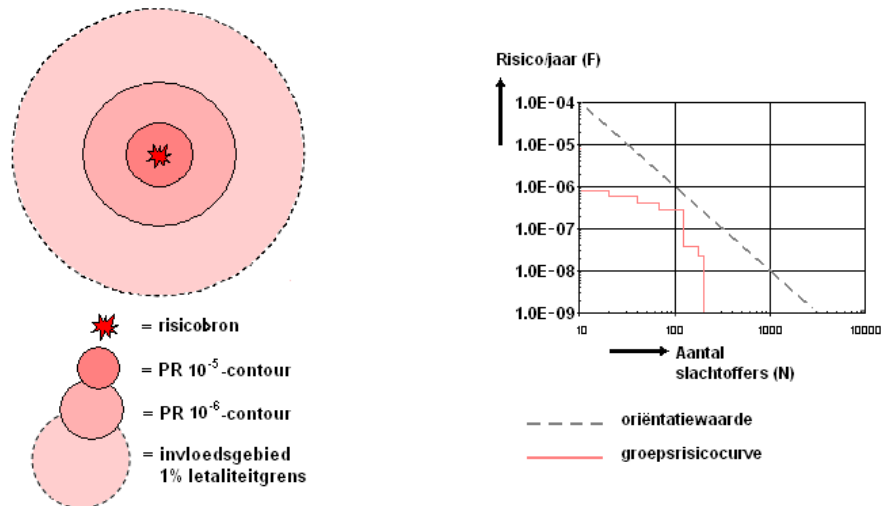 = risicobron
= PR 10⁻⁵-contour
= PR 10⁻⁶-contour
= invloedsgebied
1% letaliteitgrens
Risico/jaar (F)
1.0E-04
1.0E-05
1.0E-06
1.0E-07
1.0E-08
1.0E-09
10
100
1000
10000
Aantal
slachtoffers (N)
oriëntatiewaarde
groepsrisicocurve